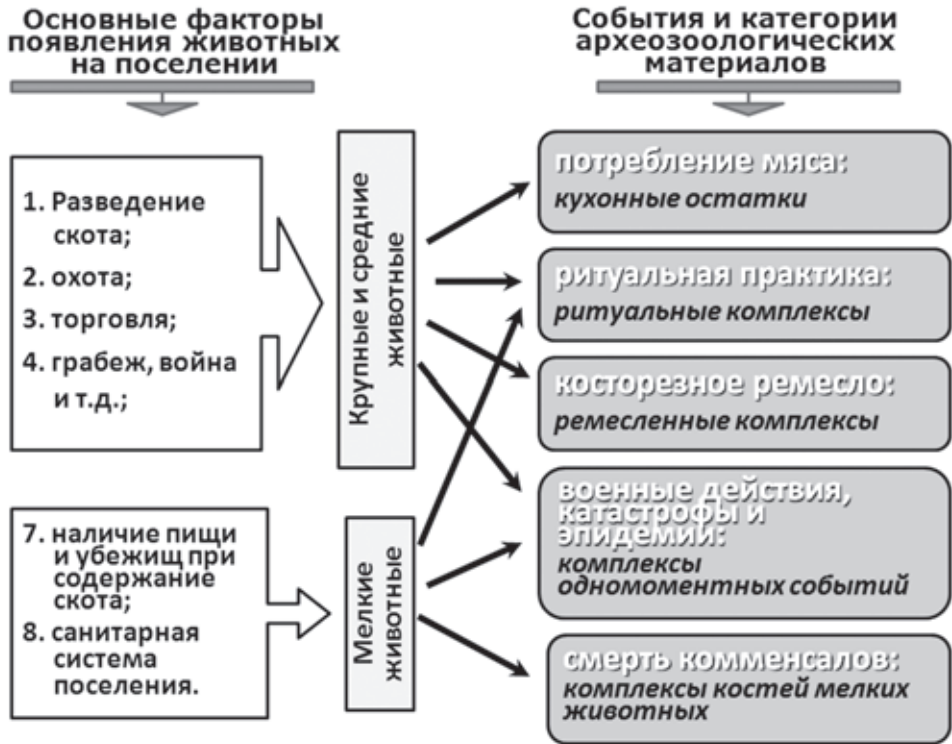 Основные факторы
появления животных
на поселении
События и категории
археозоологических
материалов
1. Разведение
скота;
2. охота;
3. торговля;
4. грабеж, война
и т.д.;
Крупные и средние
животные
7. наличие пищи
и убежищ при
содержание
скота;
8. санитарная
система
поселения.
Мелкие
животные
потребление мяса:
кухонные остатки
ритуальная практика:
ритуальные комплексы
косторезное ремесло:
ремесленные комплексы
военные действия,
катастрофы и
эпидемии:
комплексы
одномоментных событий
смерть комменсалов:
комплексы костей мелких
животных